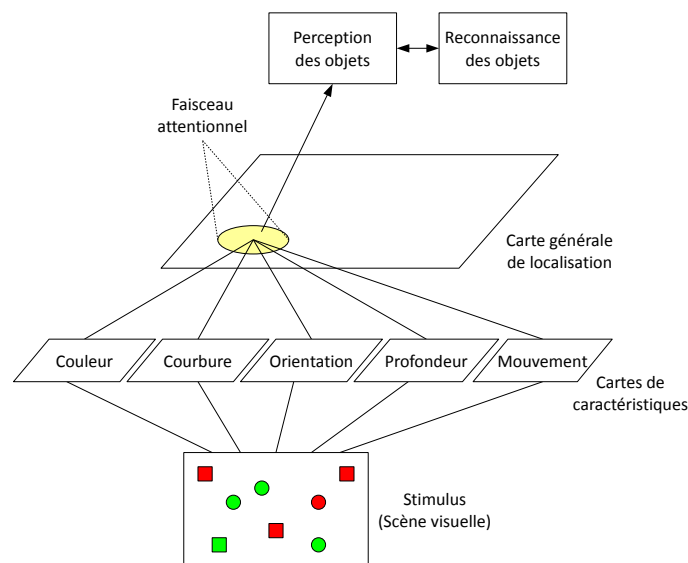 Perception
des objets
Reconnaissance
des objets
Faisceau
attentionnel
Carte générale
de localisation
Couleur
Courbure
Orientation
Profondeur
Mouvement
Cartes de
caractéristiques
Stimulus
(Scène visuelle)